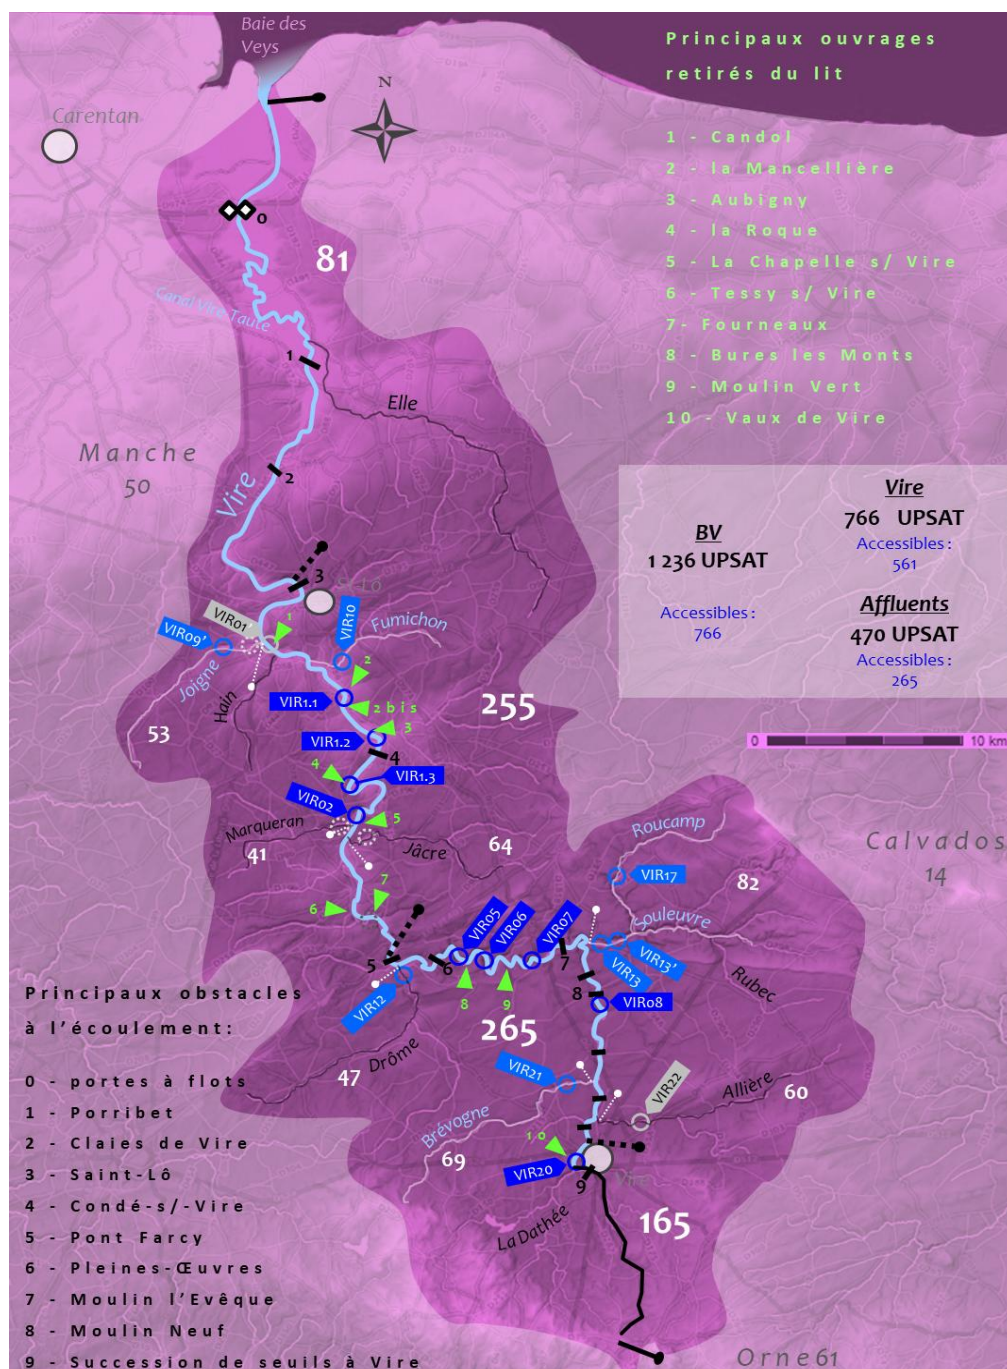 Baie des
Veys
Principaux ouvrages
retirés du lit
1 - Candol
2 - la Mancellière
3 - Aubigny
4 - la Roque
5 - La Chapelle s/ Vire
6 - Tessy s/ Vire
7- Fourneaux
8 - Bures les Monts
9 - Moulin Vert
10 - Vaux de Vire
N
Carentan
0
81
Canal Vire Taute
1
Elle
Manche
50
2
Vire
BV
1 236 UPSAT
Accessibles :
766
Vire
766 UPSAT
Accessibles :
561
Affluents
470 UPSAT
Accessibles :
265
3
St-Lô
VIR01
1
VIR10
Fumichon
VIR09'
Joigne
Hain
2
VIR1.1
2 bis
255
3
53
VIR1.2
4
0
10 km
4
VIR1.3
VIR02
5
Marqueran
41
Jâcre
64
Roucamp
Calvados
14
VIR17
82
7
6
Souleuvre
VIR05
VIR06
VIR07
7
5
6
VIR13
VIR13'
Rubec
VIR12
8
9
8
VIR08
265
Drôme
47
VIR21
VIR22
Allière
60
Brévogne
69
10
VIR20
Vire
9
La Dathée
165
Orne 61
Principaux obstacles
à l'écoulement:
0 - portes à flots
1 - Porribet
2 - Claies de Vire
3 - Saint-Lô
4 - Condé-s/-Vire
5 - Pont Farcy
6 - Pleines-Œuvres
7 - Moulin l'Evêque
8 - Moulin Neuf
9 - Succession de seuils à Vire